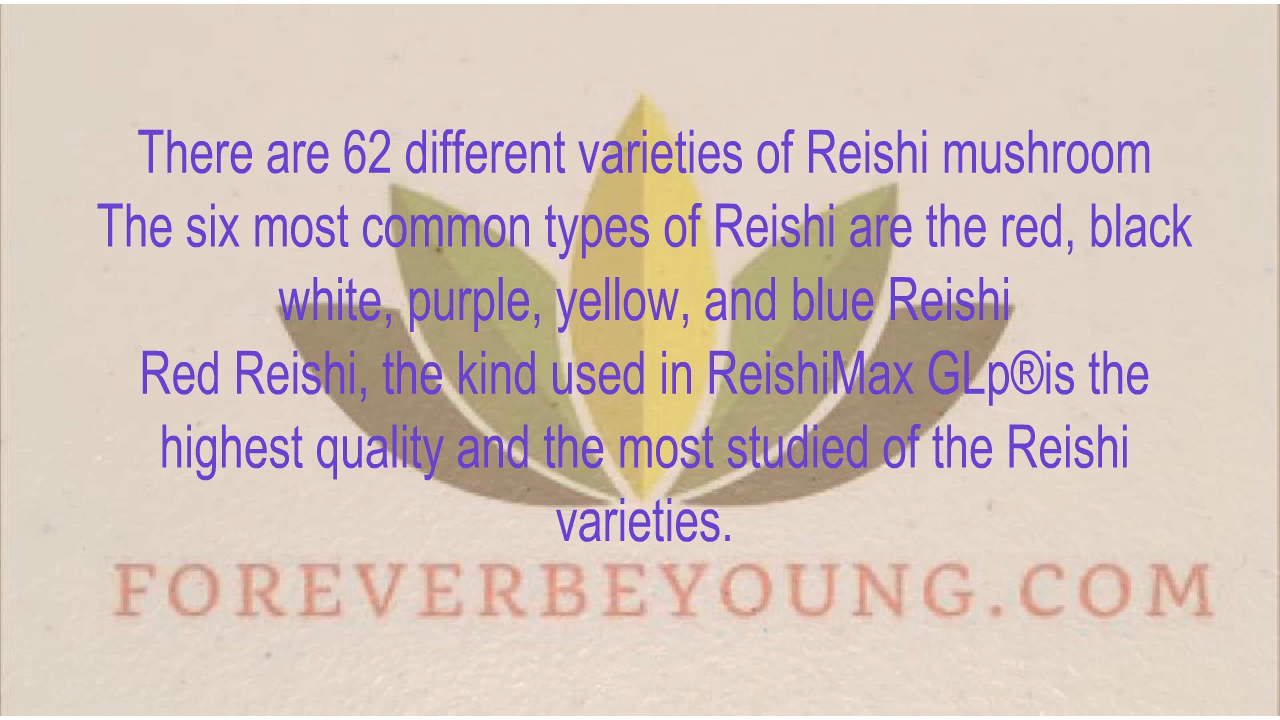 There are 62 different varieties of Reishi mushroom
The six most common types of Reishi are the red, black
white, purple, yellow, and blue Reishi
Red Reishi, the kind used in ReishiMax GLp®is the
highest quality and the most studied of the Reishi
varieties.
FOREVERBEYOUNG.COM